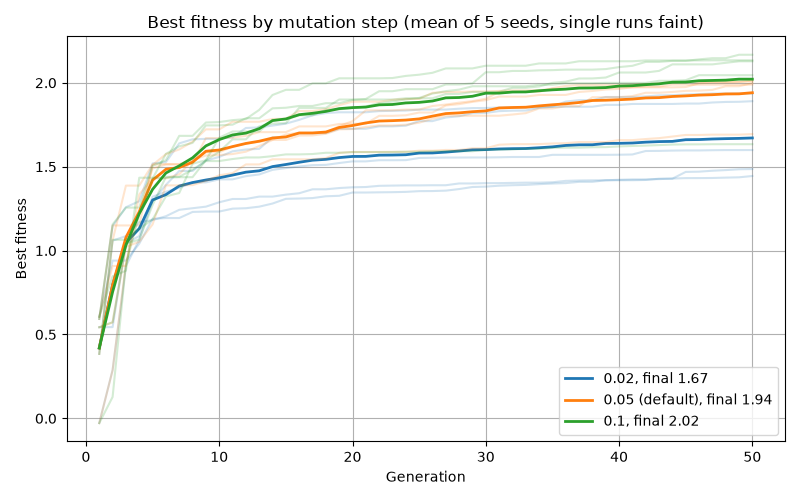 Best fitness by mutation step (mean of 5 seeds, single runs faint)
Best fitness
2.0
1.5
1.0
0.5
0.0
0.02, final 1.67
0.05 (default), final 1.94
0.1, final 2.02
0 10 20 30 40 50
Generation